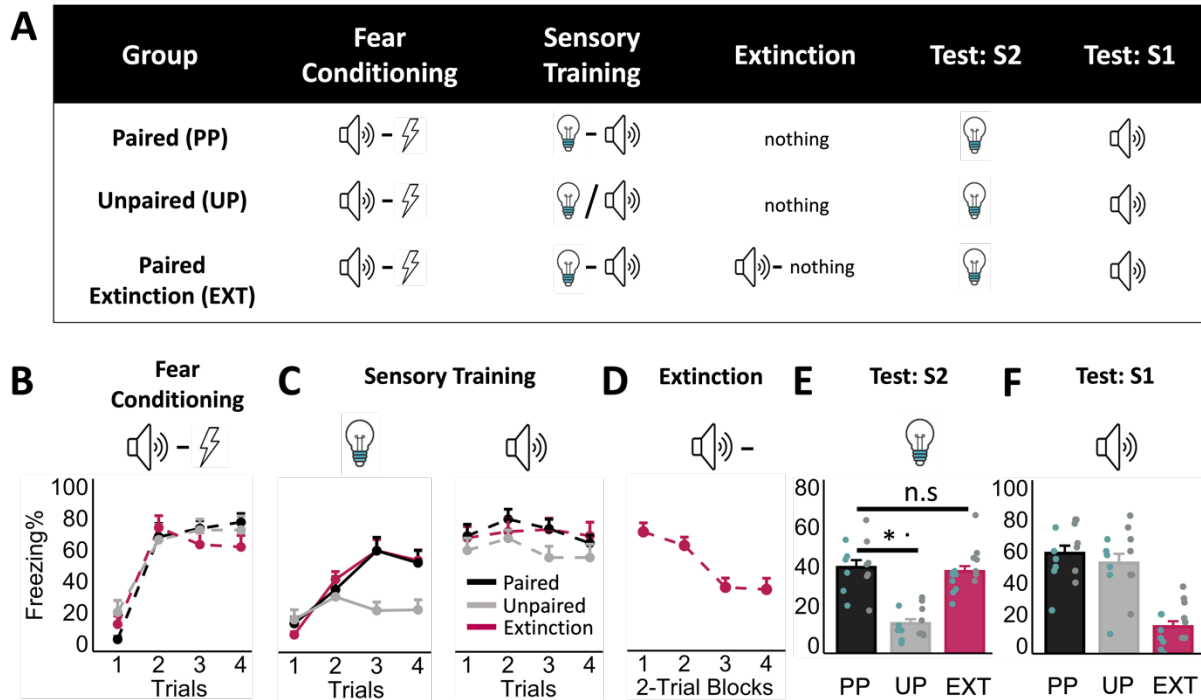 A
Group
Fear
Conditioning
Sensory
Training
Extinction
Test: S2
Test: S1
Paired (PP)
nothing
Unpaired (UP)
/
nothing
Paired
Extinction (EXT)
nothing
B
Fear
Conditioning
C
Sensory Training
D
Extinction
E
Test: S2
F
Test: S1
Freezing%
100
80
60
40
20
0
1 2 3 4
Trials
1 2 3 4
Trials
Paired
Unpaired
Extinction
1 2 3 4
Trials
1 2 3 4
2-Trial Blocks
80
60
40
20
0
n.s
*
PP UP EXT
100
80
60
40
20
0
PP UP EXT